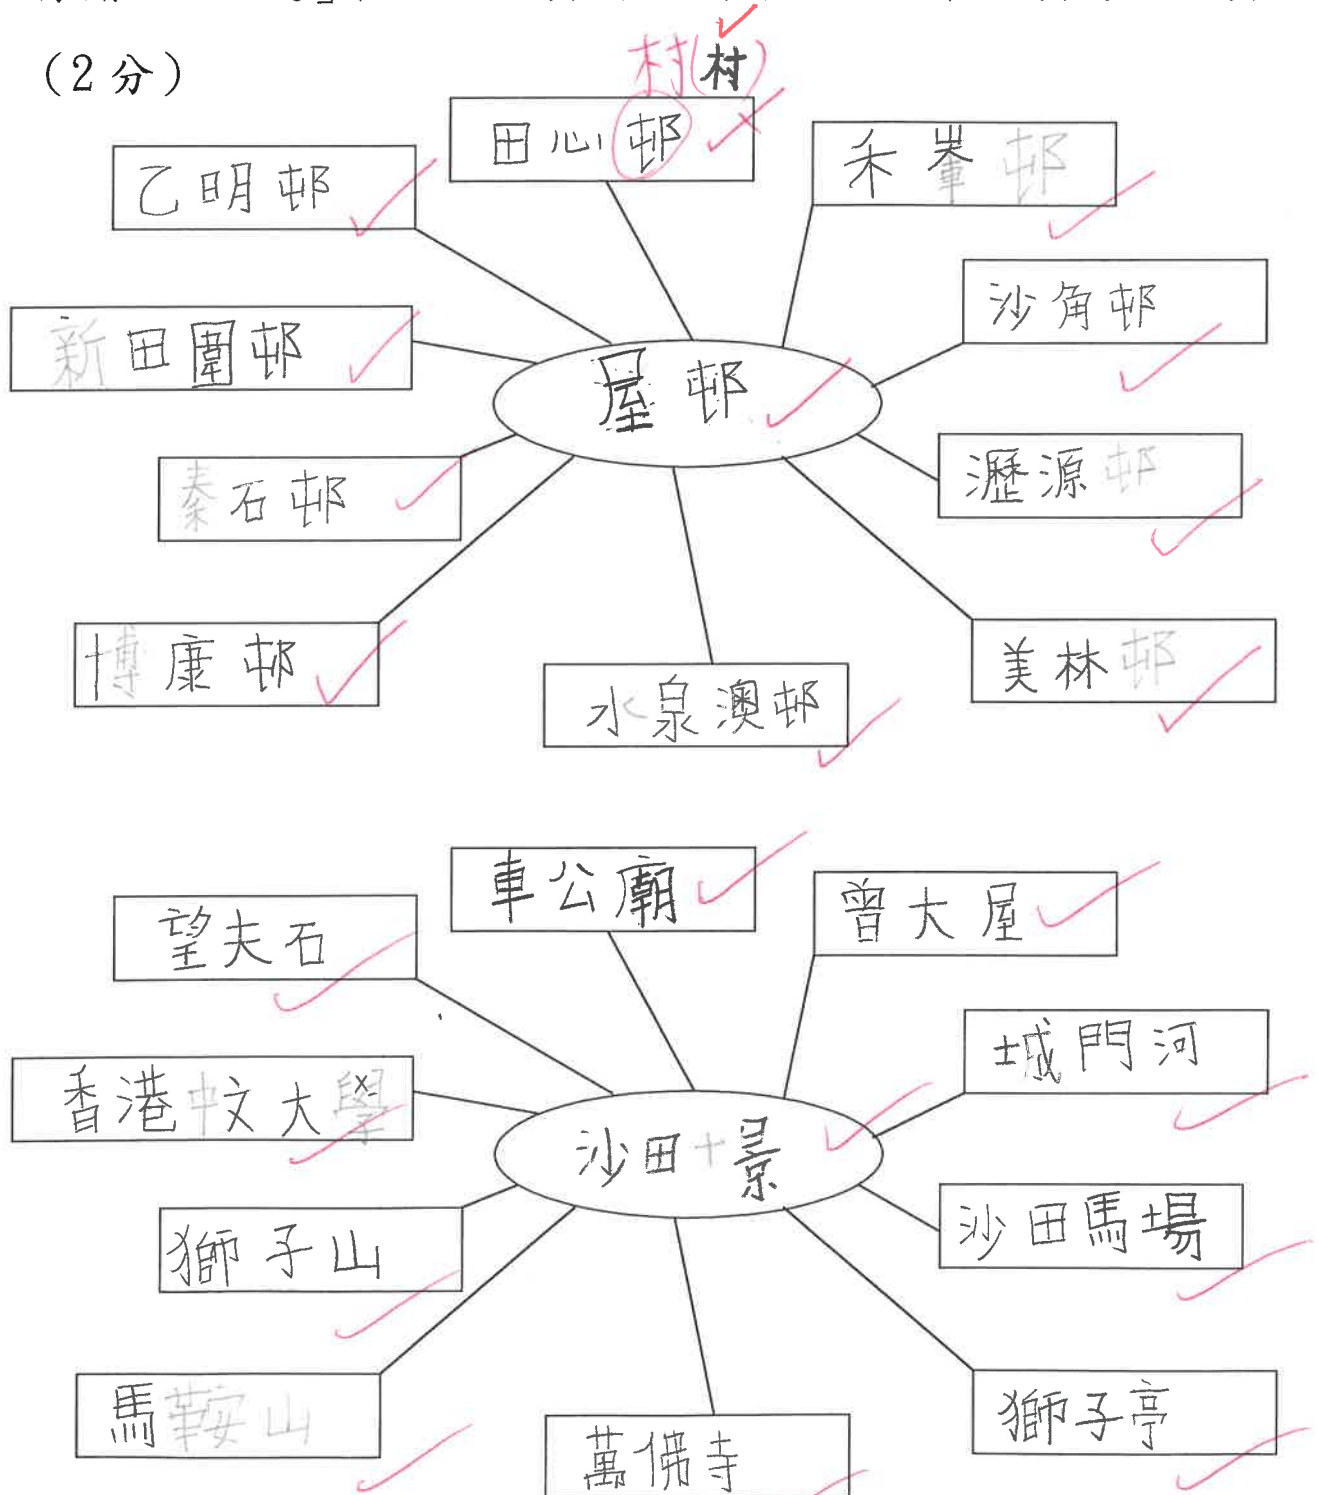 (2分)
村(村)
田心邨
乙明邨
禾輋邨
沙角邨
新田圍邨
屋邨
瀝源邨
秦石邨
博康邨
美林邨
水泉澳邨
車公廟
曾大屋
望夫石
城門河
香港中文大學
沙田十景
沙田馬場
獅子山
馬鞍山
獅子亭
萬佛寺